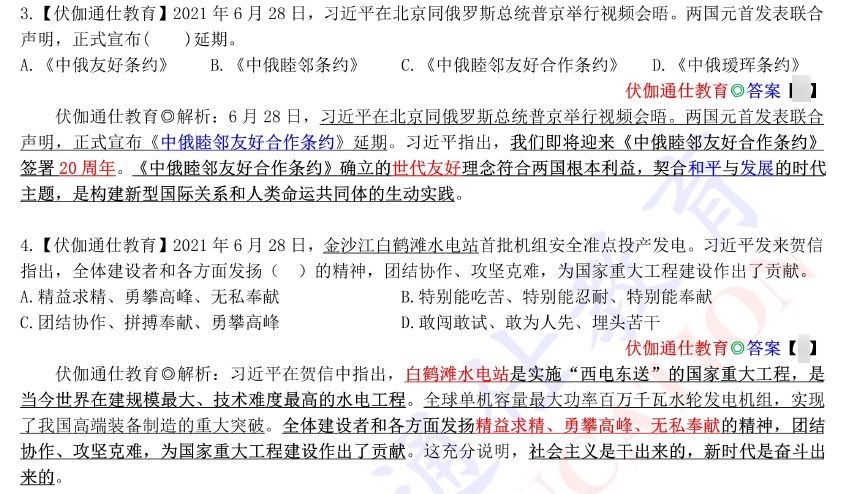 3.【伏伽通仕教育】2021 年 6 月 28 日，习近平在北京同俄罗斯总统普京举行视频会晤。两国元首发表联合
声明，正式宣布(    )延期。
A.《中俄友好条约》 B.《中俄睦邻条约》 C.《中俄睦邻友好合作条约》 D.《中俄瑷珲条约》
伏伽通仕教育◎答案【 】
伏伽通仕教育◎解析：6 月 28 日，习近平在北京同俄罗斯总统普京举行视频会晤。两国元首发表联合
声明，正式宣布《中俄睦邻友好合作条约》延期。习近平指出，我们即将迎来《中俄睦邻友好合作条约》
签署 20 周年。《中俄睦邻友好合作条约》确立的世代友好理念符合两国根本利益，契合和平与发展的时代
主题，是构建新型国际关系和人类命运共同体的生动实践。
4.【伏伽通仕教育】2021 年 6 月 28 日，金沙江白鹤滩水电站首批机组安全准点投产发电。习近平发来贺信
指出，全体建设者和各方面发扬（  ）的精神，团结协作、攻坚克难，为国家重大工程建设作出了贡献。
A.精益求精、勇攀高峰、无私奉献 B.特别能吃苦、特别能忍耐、特别能奉献
C.团结协作、拼搏奉献、勇攀高峰 D.敢闯敢试、敢为人先、埋头苦干
伏伽通仕教育◎答案【 】
伏伽通仕教育◎解析：习近平在贺信中指出，白鹤滩水电站是实施“西电东送”的国家重大工程，是
当今世界在建规模最大、技术难度最高的水电工程。全球单机容量最大功率百万千瓦水轮发电机组，实现
了我国高端装备制造的重大突破。全体建设者和各方面发扬精益求精、勇攀高峰、无私奉献的精神，团结
协作、攻坚克难，为国家重大工程建设作出了贡献。这充分说明，社会主义是干出来的，新时代是奋斗出
来的。